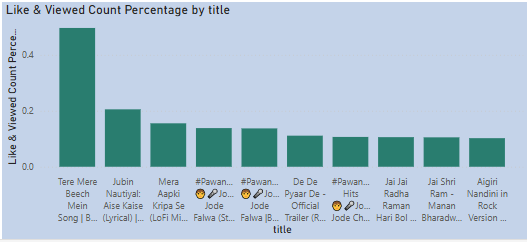 Like & Viewed Count Percentage by title
Like & Viewed Count Perce...
0.4
0.2
0.0
Tere Mere
Beech
Mein
Song | B...
Jubin
Nautiyal:
Aise Kaise
(Lyrical) |...
Mera
Aapki
Kripa Se
(LoFi Mi...
#Pawan...
👨🎤Jo...
Jode
Falwa (St...
#Pawan...
👨🎤Jo...
Jode
Falwa |B...
De De
Pyaar De -
Official
Trailer (R...
#Pawan...
Hits
👨🎤Jo...
Jode Ch...
Jai Jai
Radha
Raman
Hari Bol ...
Jai Shri
Ram -
Manan
Bharadw...
Aigiri
Nandini in
Rock
Version ...
title